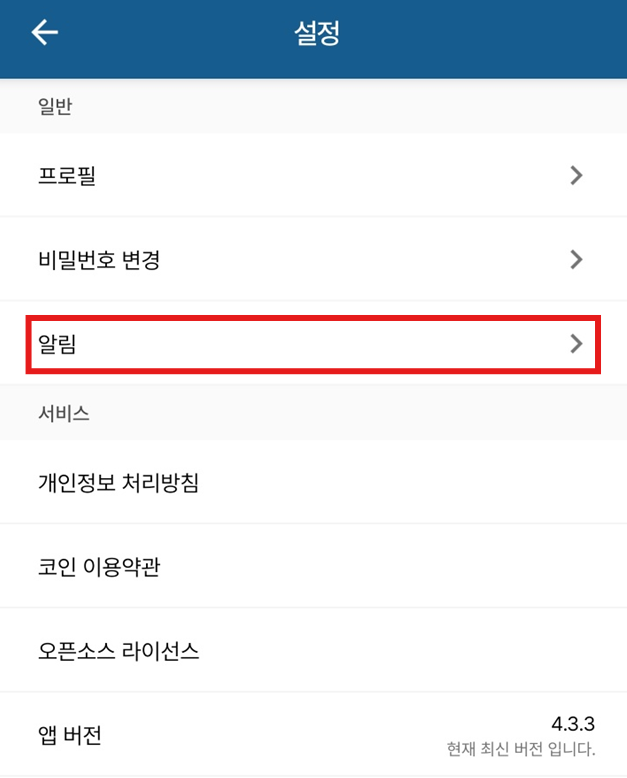 설정
일반
프로필
비밀번호 변경
알림
서비스
개인정보 처리방침
코인 이용약관
오픈소스 라이선스
앱 버전
4.3.3
현재 최신 버전 입니다.